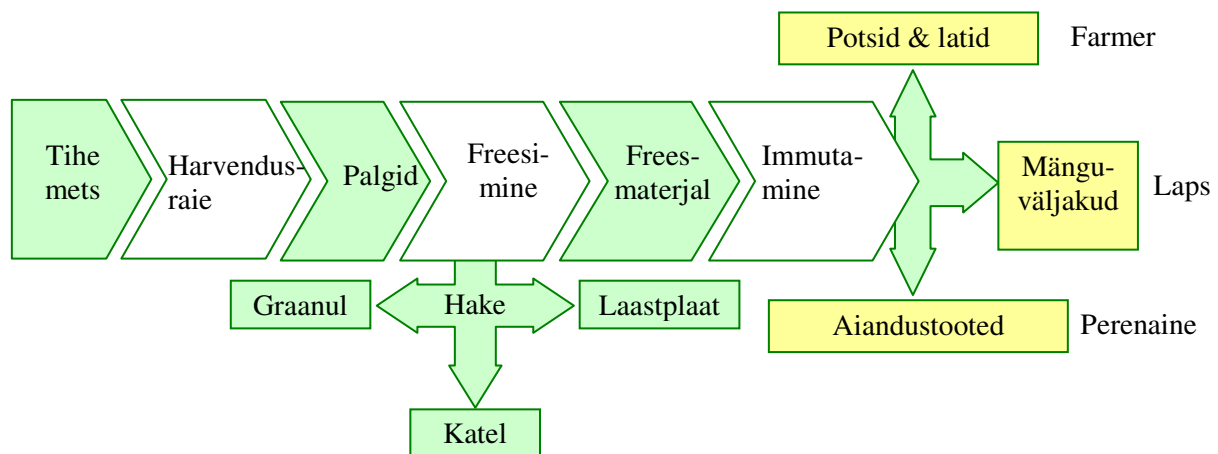 Potsid & latid
Farmer
Tihe
mets
Harvendus-
raie
Palgid
Freesi-
mine
Frees-
materjal
Immuta-
mine
Mängu-
väljakud
Laps
Graanul
Hake
Laastplaat
Aiandustooted
Perenaine
Katel